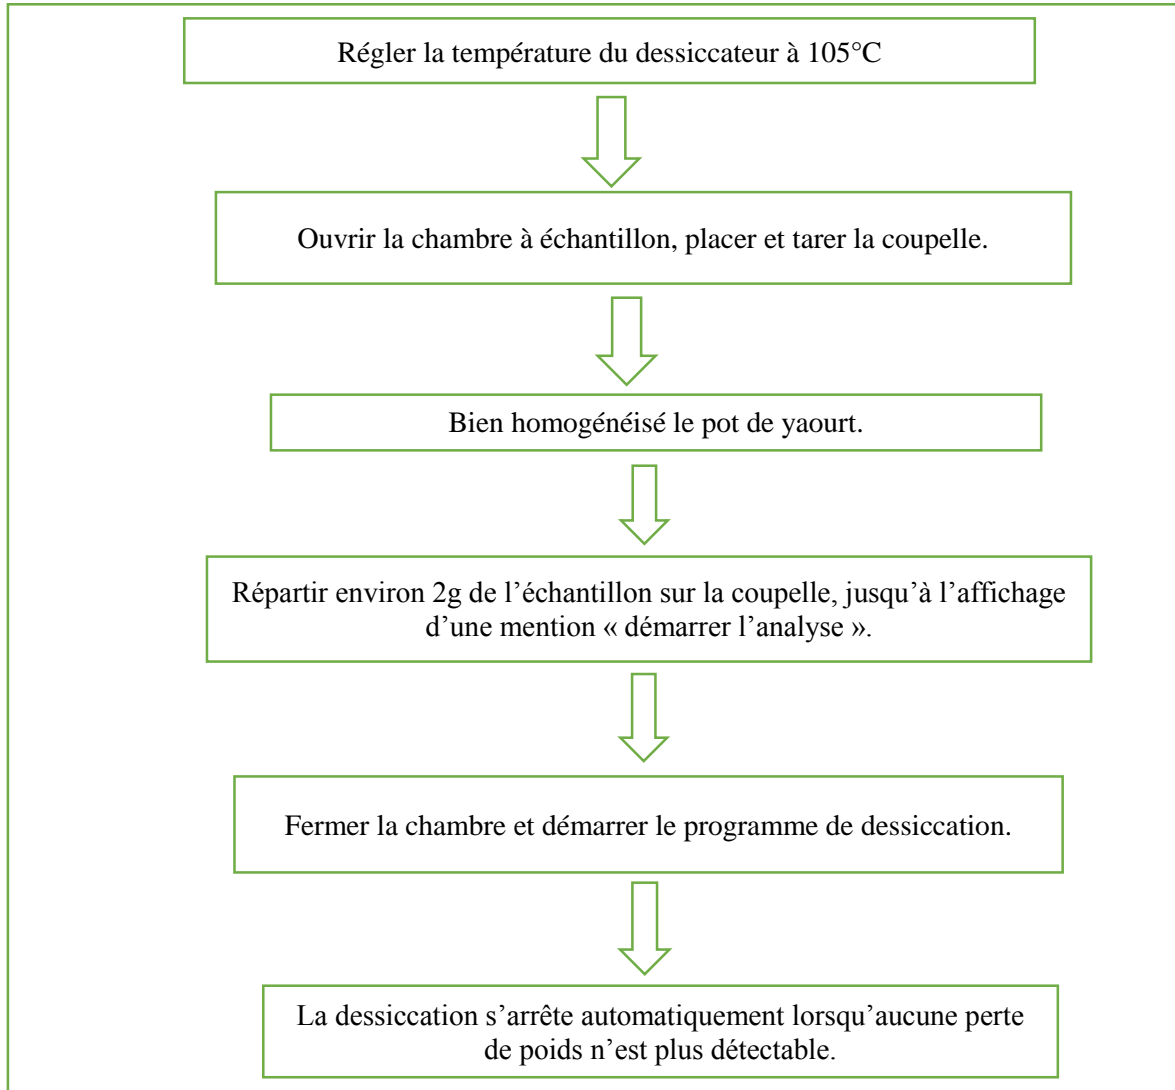 Régler la température du dessiccateur à 105°C
Ouvrir la chambre à échantillon, placer et tarer la coupelle.
Bien homogénéisé le pot de yaourt.
Répartir environ 2g de l’échantillon sur la coupelle, jusqu’à l’affichage
d’une mention « démarrer l’analyse ».
Fermer la chambre et démarrer le programme de dessiccation.
La dessiccation s’arrête automatiquement lorsqu’aucune perte
de poids n’est plus détectable.